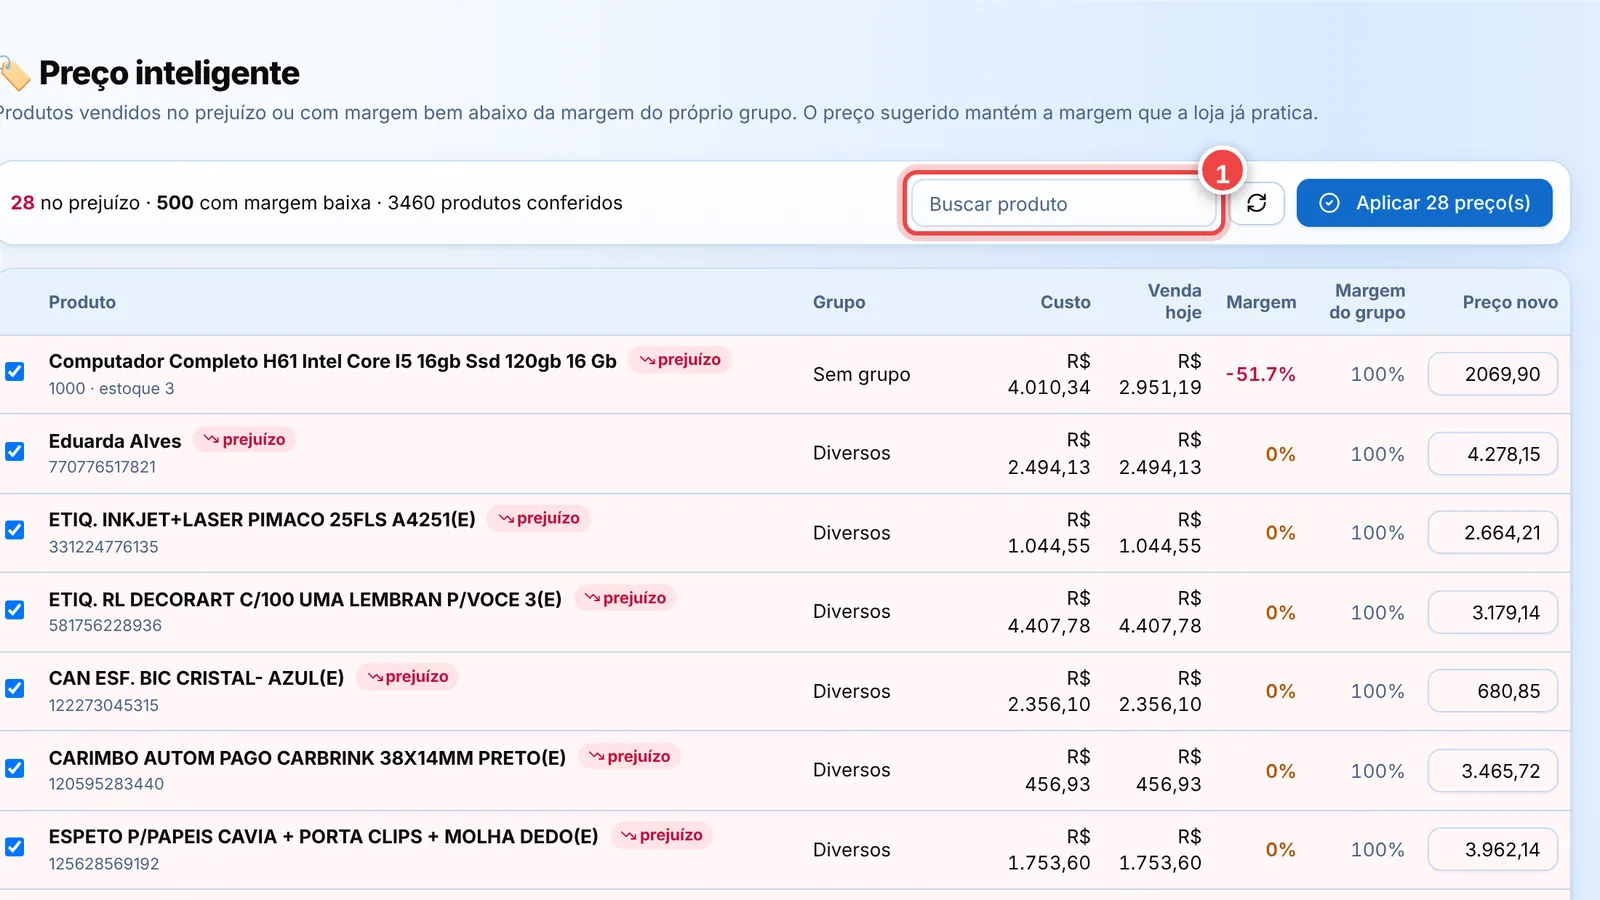 Preço inteligente
Produtos vendidos no prejuízo ou com margem bem abaixo da margem do próprio grupo. O preço sugerido mantém a margem que a loja já pratica.
28 no prejuízo · 500 com margem baixa · 3460 produtos conferidos
Buscar produto
1
Aplicar 28 preço(s)
Produto Grupo Custo Venda hoje Margem Margem do grupo Preço novo
Computador Completo H61 Intel Core I5 16gb Ssd 120gb 16 Gb prejuízo
1000 · estoque 3
Sem grupo R$ 4.010,34 R$ 2.951,19 -51.7% 100% 2069,90
Eduarda Alves prejuízo
770776517821
Diversos R$ 2.494,13 R$ 2.494,13 0% 100% 4.278,15
ETIQ. INKJET+LASER PIMACO 25FLS A4251(E) prejuízo
331224776135
Diversos R$ 1.044,55 R$ 1.044,55 0% 100% 2.664,21
ETIQ. RL DECORART C/100 UMA LEMBRAN P/VOCE 3(E) prejuízo
581756228936
Diversos R$ 4.407,78 R$ 4.407,78 0% 100% 3.179,14
CAN ESF. BIC CRISTAL- AZUL(E) prejuízo
122273045315
Diversos R$ 2.356,10 R$ 2.356,10 0% 100% 680,85
CARIMBO AUTOM PAGO CARBRINK 38X14MM PRETO(E) prejuízo
120595283440
Diversos R$ 456,93 R$ 456,93 0% 100% 3.465,72
ESPETO P/PAPEIS CAVIA + PORTA CLIPS + MOLHA DEDO(E) prejuízo
125628569192
Diversos R$ 1.753,60 R$ 1.753,60 0% 100% 3.962,14